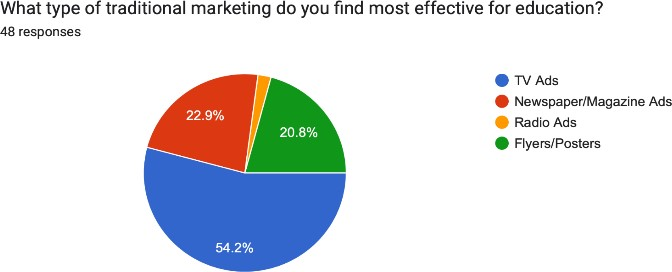 What type of traditional marketing do you find most effective for education?
48 responses
TV Ads
Newspaper/Magazine Ads
Radio Ads
Flyers/Posters
22.9%
20.8%
54.2%